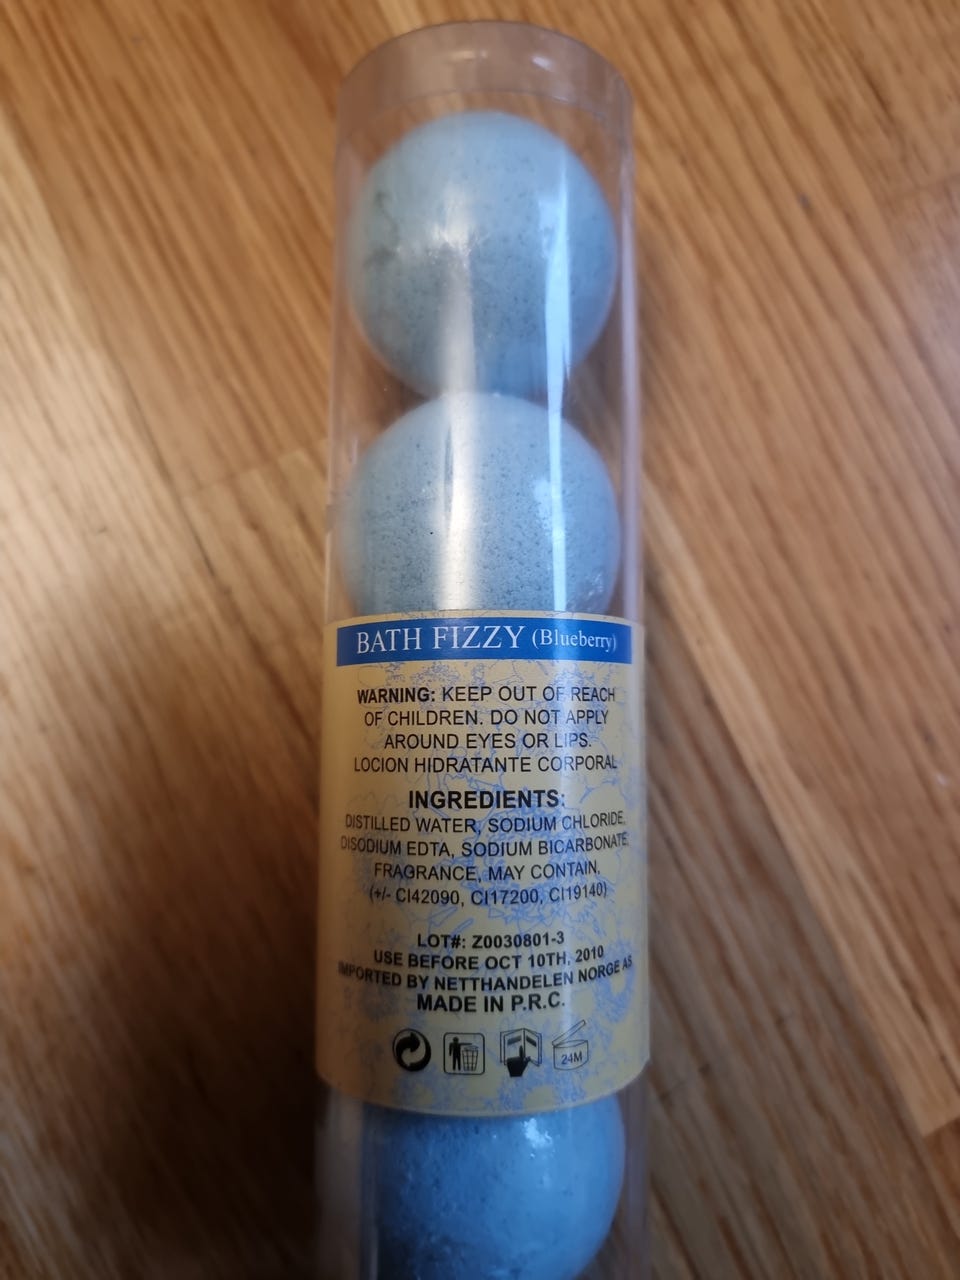 BATH FIZZY (Blueberry)
WARNING: KEEP OUT OF REACH
OF CHILDREN. DO NOT APPLY
AROUND EYES OR LIPS.
LOCION HIDRATANTE CORPORAL
INGREDIENTS:
DISTILLED WATER, SODIUM CHLORIDE,
DISODIUM EDTA, SODIUM BICARBONATE,
FRAGRANCE, MAY CONTAIN,
(+/- CI42090, CI17200, CI19140)
LOT#: Z0030801-3
USE BEFORE OCT 10TH, 2010
IMPORTED BY NETTHANDELEN NORGE AS
MADE IN P.R.C.
24M